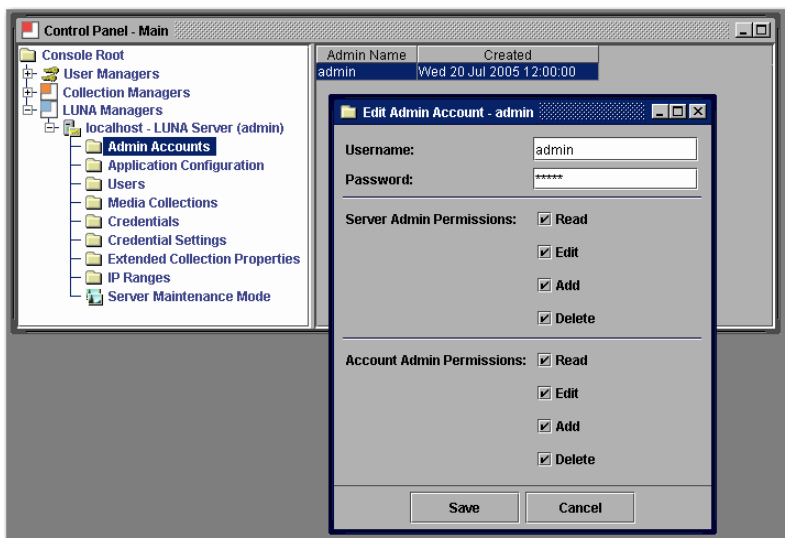 Control Panel - Main
Console Root
User Managers
Collection Managers
LUNA Managers
localhost - LUNA Server (admin)
Admin Accounts
Application Configuration
Users
Media Collections
Credentials
Credential Settings
Extended Collection Properties
IP Ranges
Server Maintenance Mode
Admin Name Created
admin Wed 20 Jul 2005 12:00:00
Edit Admin Account - admin
Username: admin
Password: *****
Server Admin Permissions: Read
Edit
Add
Delete
Account Admin Permissions: Read
Edit
Add
Delete
Save Cancel